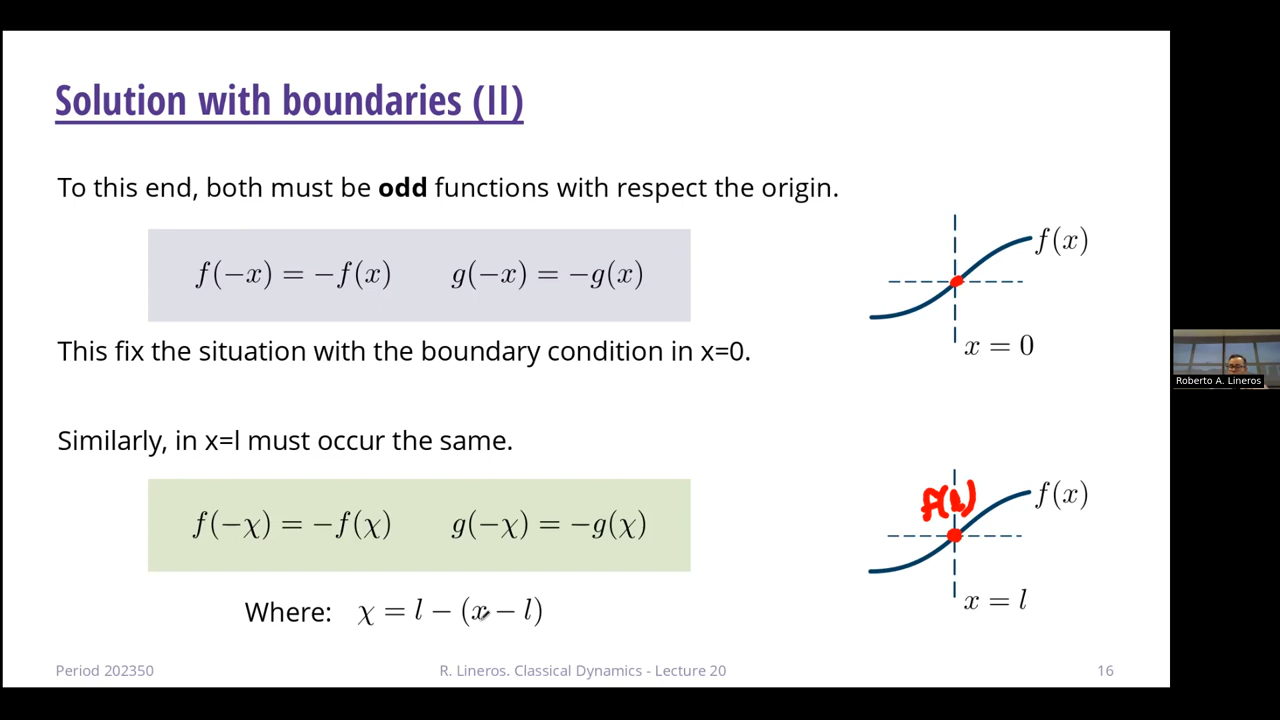 Solution with boundaries (II)
To this end, both must be odd functions with respect the origin.
f(−x) = −f(x) g(−x) = −g(x)
f(x)
x = 0
This fix the situation with the boundary condition in x=0.
Roberto A. Lineros
Similarly, in x=l must occur the same.
f(l)
f(x)
f(−χ) = −f(χ) g(−χ) = −g(χ)
x = l
Where: χ = l − (x − l)
Period 202350 R. Lineros. Classical Dynamics - Lecture 20 16